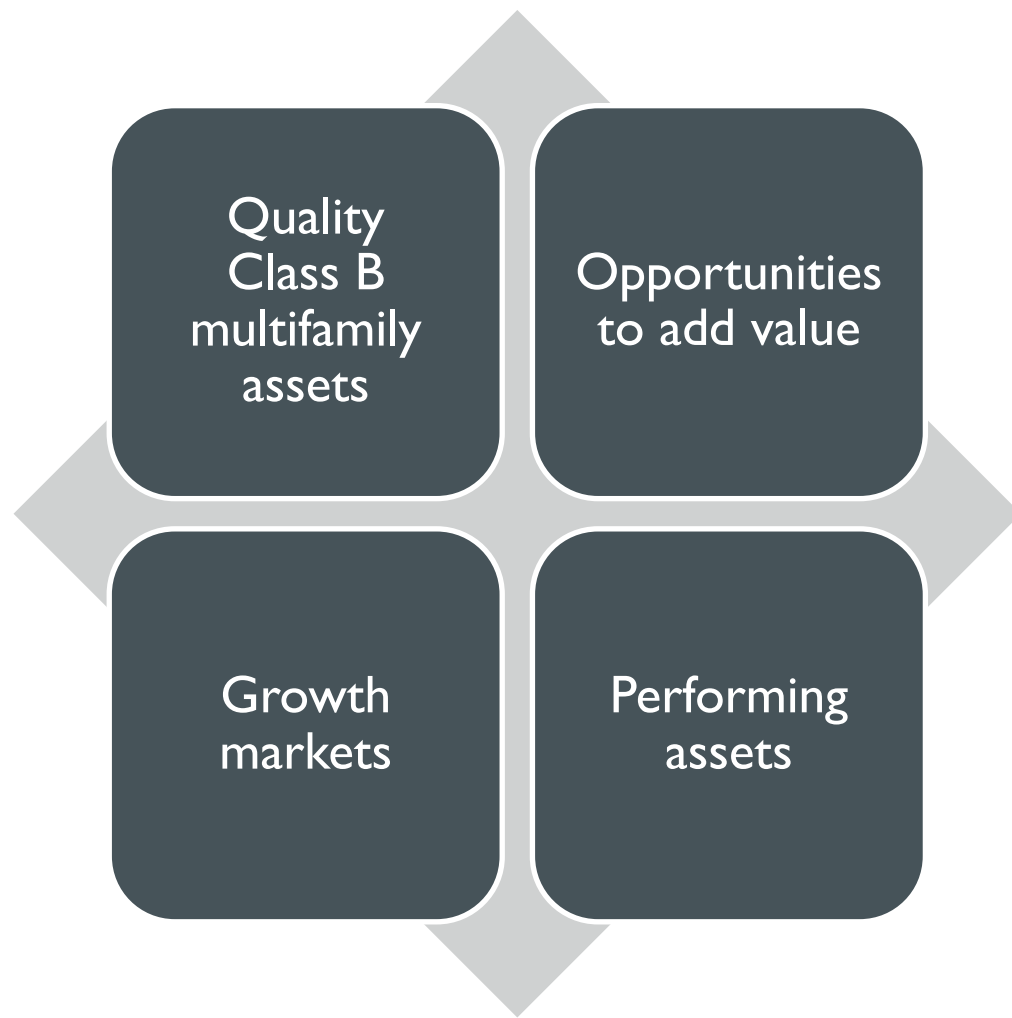 Quality
Class B
multifamily
assets
Opportunities
to add value
Growth
markets
Performing
assets